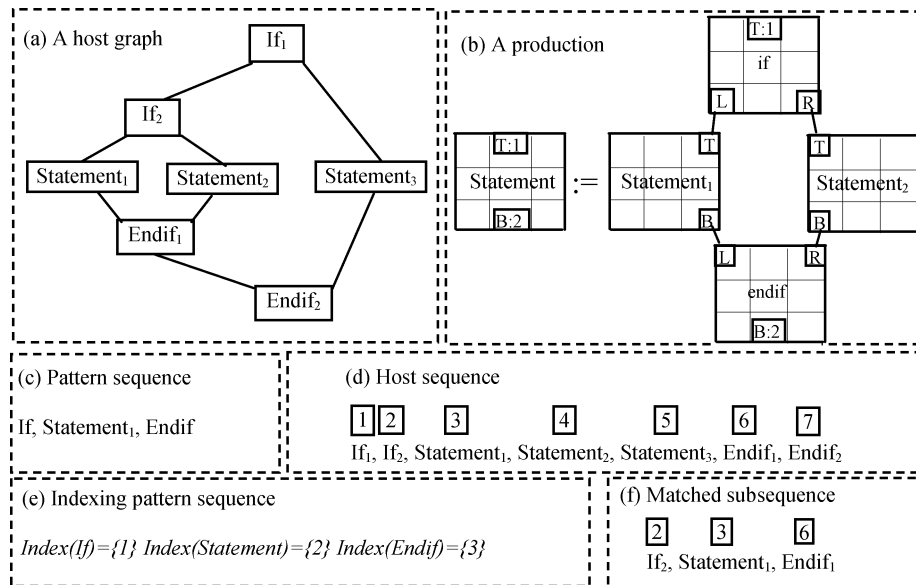 (a) A host graph
If₁
If₂
Statement₁
Statement₂
Statement₃
Endif₁
Endif₂
(b) A production
T:1
if
L
R
T:1
Statement
B:2
:=
T
Statement₁
B
T
Statement₂
B
L
R
endif
B:2
(c) Pattern sequence
If, Statement₁, Endif
(d) Host sequence
1 2 3 4 5 6 7
If₁, If₂, Statement₁, Statement₂, Statement₃, Endif₁, Endif₂
(e) Indexing pattern sequence
Index(If)={1} Index(Statement)={2} Index(Endif)={3}
(f) Matched subsequence
2 3 6
If₂, Statement₁, Endif₁